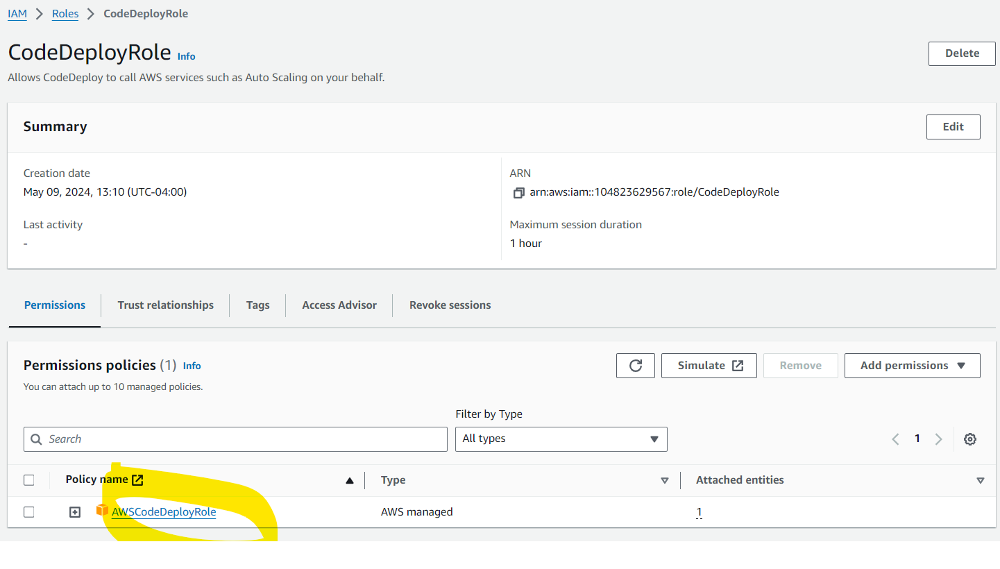 IAM > Roles > CodeDeployRole
CodeDeployRole Info
Delete
Allows CodeDeploy to call AWS services such as Auto Scaling on your behalf.
Summary
Edit
Creation date
May 09, 2024, 13:10 (UTC-04:00)
ARN
arn:aws:iam::104823629567:role/CodeDeployRole
Last activity
-
Maximum session duration
1 hour
Permissions Trust relationships Tags Access Advisor Revoke sessions
Permissions policies (1) Info
Simulate Remove Add permissions
You can attach up to 10 managed policies.
Filter by Type
Search
All types
1
Policy name Type Attached entities
AWSCodeDeployRole AWS managed 1